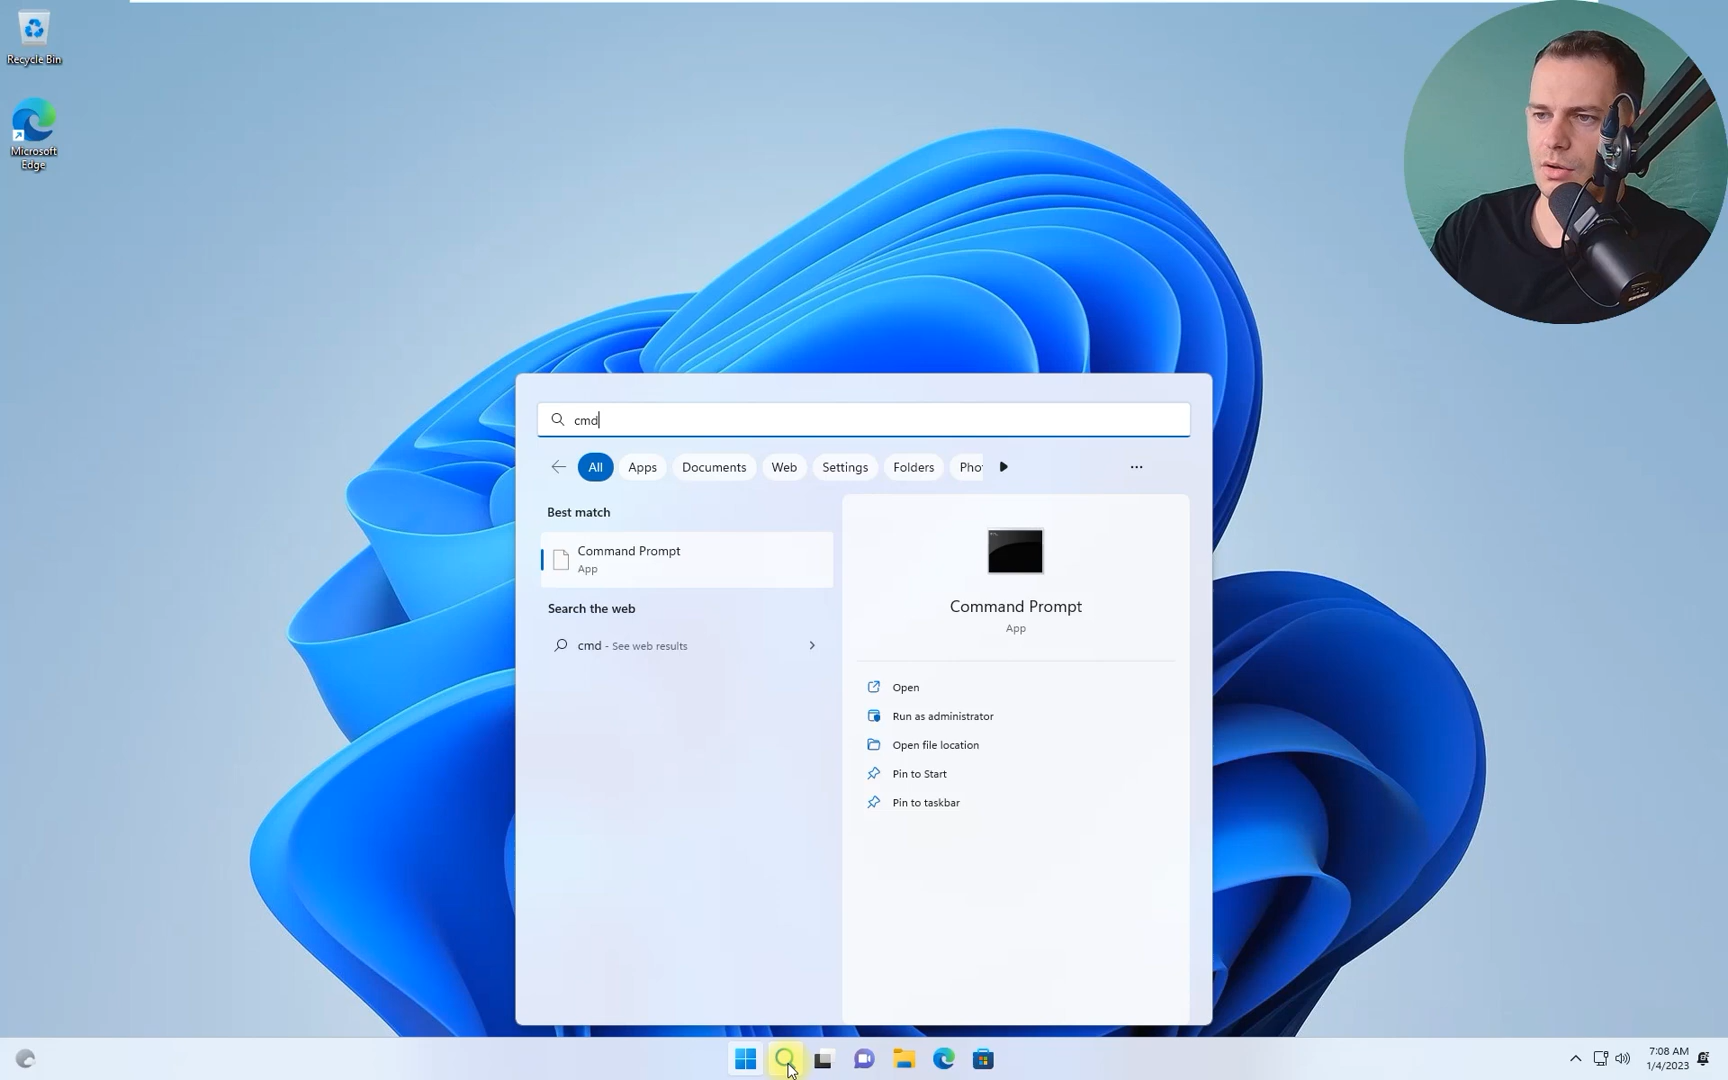 Recycle Bin
Microsoft
Edge
cmd
All
Apps
Documents
Web
Settings
Folders
Pho
Best match
Command Prompt
App
Search the web
cmd - See web results
Command Prompt
App
Open
Run as administrator
Open file location
Pin to Start
Pin to taskbar
7:08 AM
1/4/2023